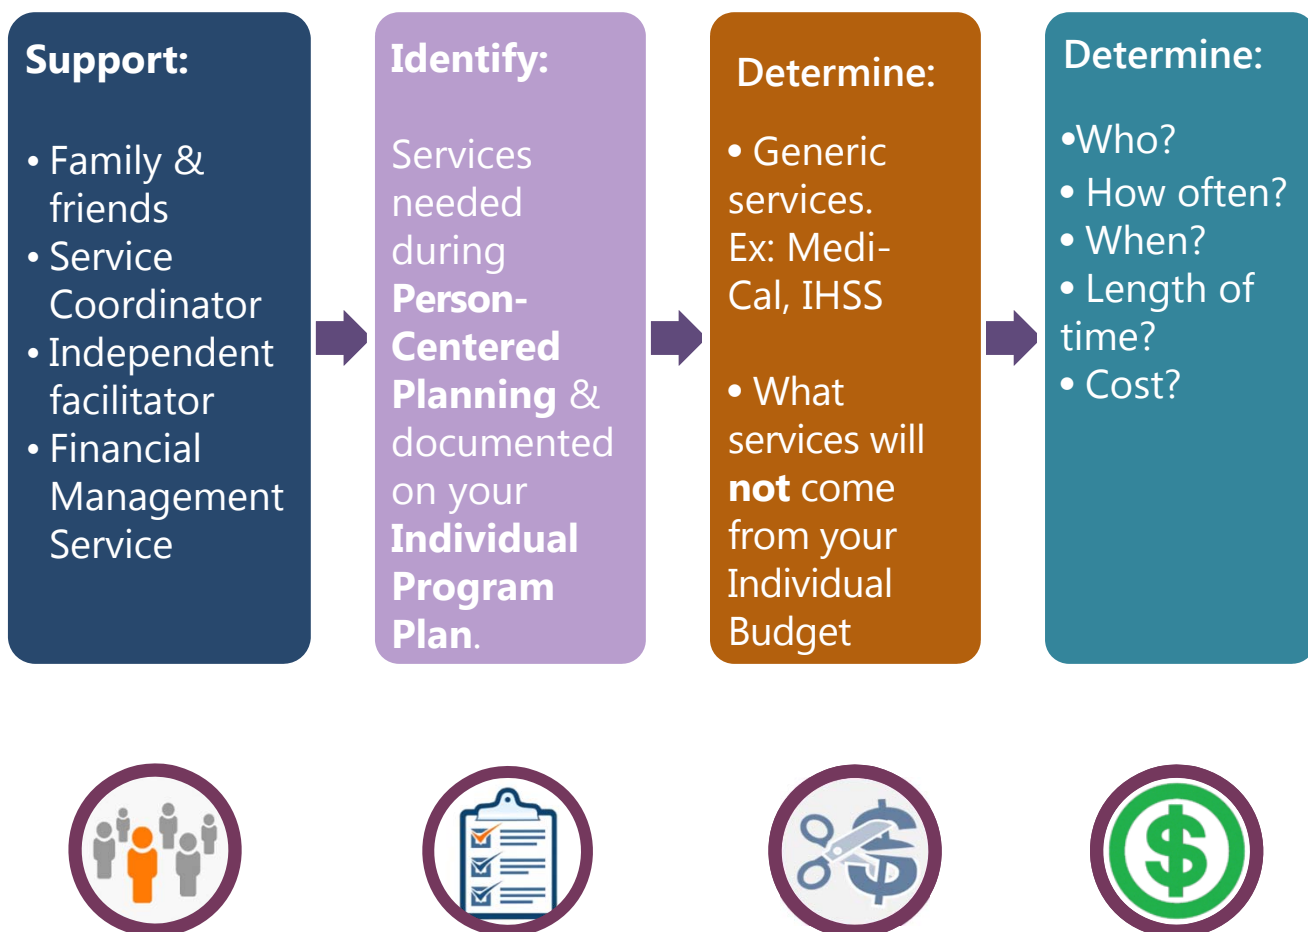 Support:
• Family &
friends
• Service
Coordinator
• Independent
facilitator
• Financial
Management
Service
Identify:
Services
needed
during
Person-
Centered
Planning &
documented
on your
Individual
Program
Plan.
Determine:
• Generic
services.
Ex: Medi-
Cal, IHSS
• What
services will
not come
from your
Individual
Budget
Determine:
•Who?
• How often?
• When?
• Length of
time?
• Cost?
$
$